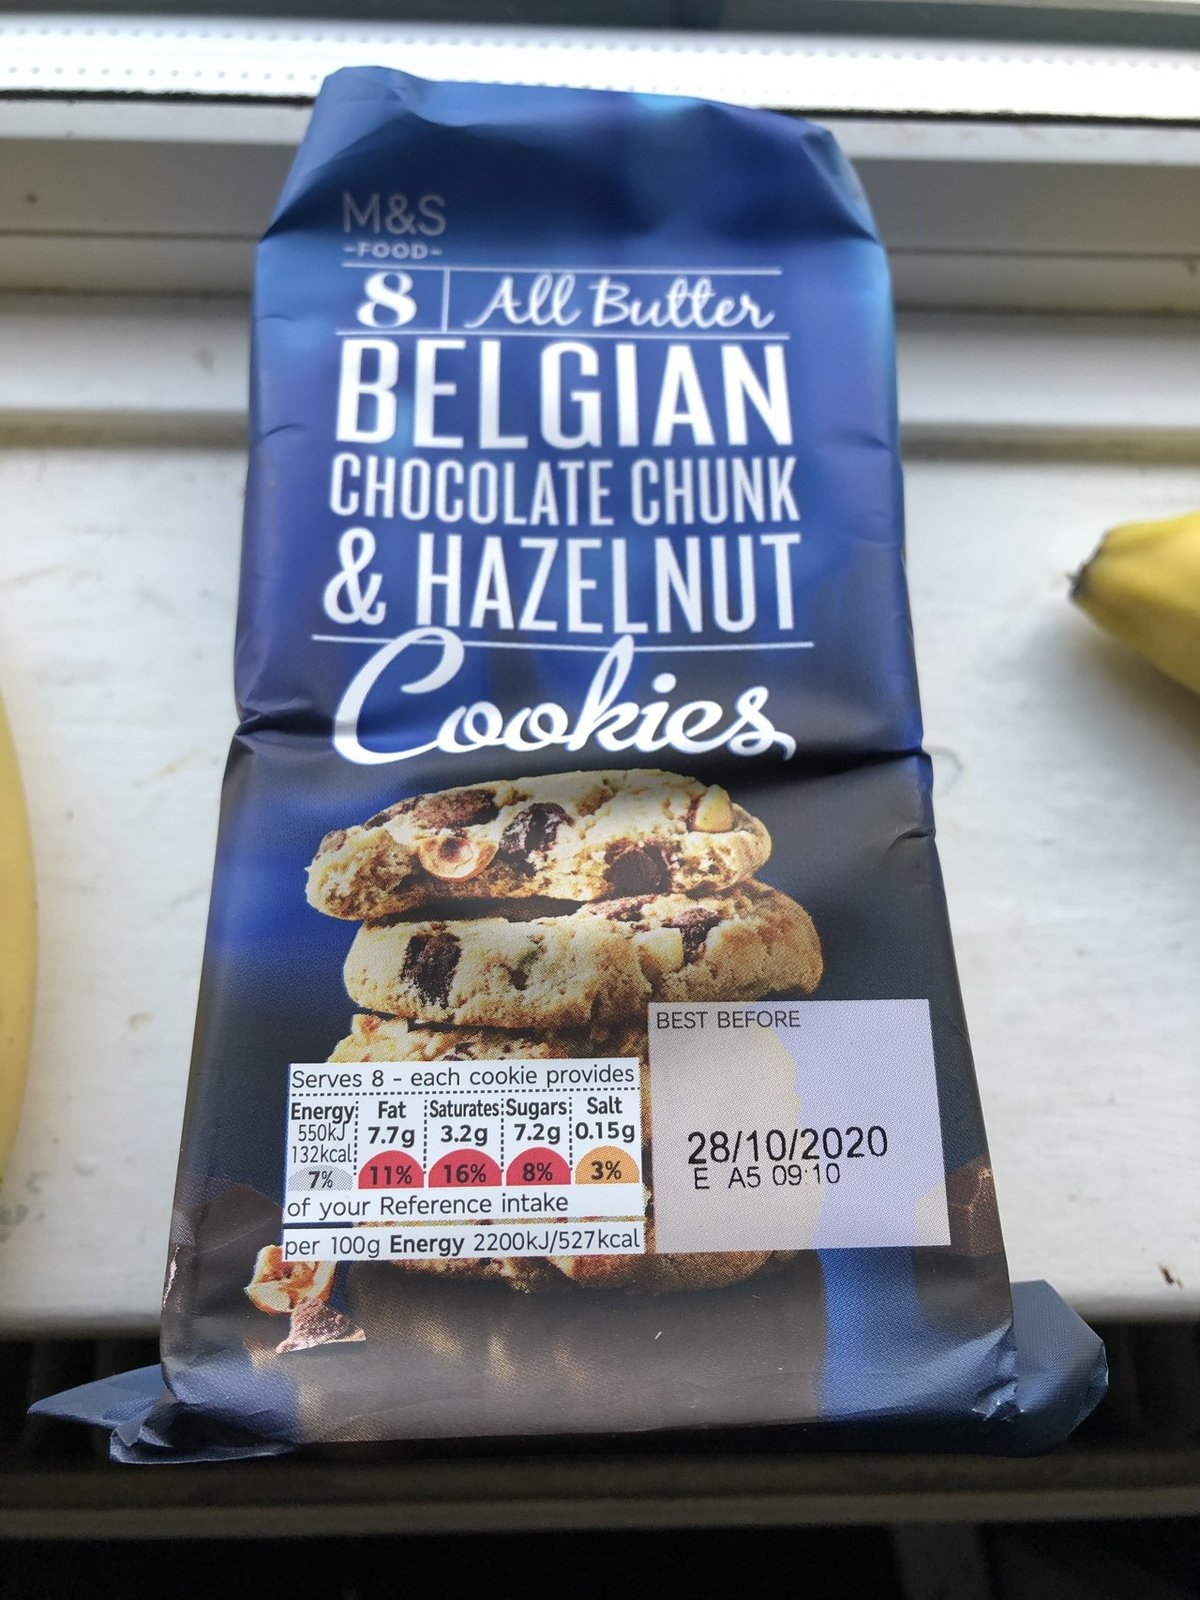 M&S
-FOOD-
8 All Butter
BELGIAN
CHOCOLATE CHUNK
& HAZELNUT
Cookies
BEST BEFORE
28/10/2020
E A5 09:10
Serves 8 - each cookie provides
Energy Fat Saturates Sugars Salt
550kJ 7.7g 3.2g 7.2g 0.15g
132kcal
7% 11% 16% 8% 3%
of your Reference intake
per 100g Energy 2200kJ/527kcal